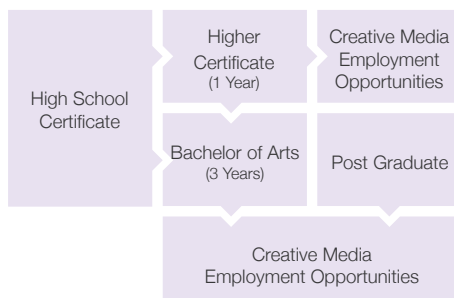 High School
Certificate
Higher
Certificate
(1 Year)
Creative Media
Employment
Opportunities
Bachelor of Arts
(3 Years)
Post Graduate
Creative Media
Employment Opportunities